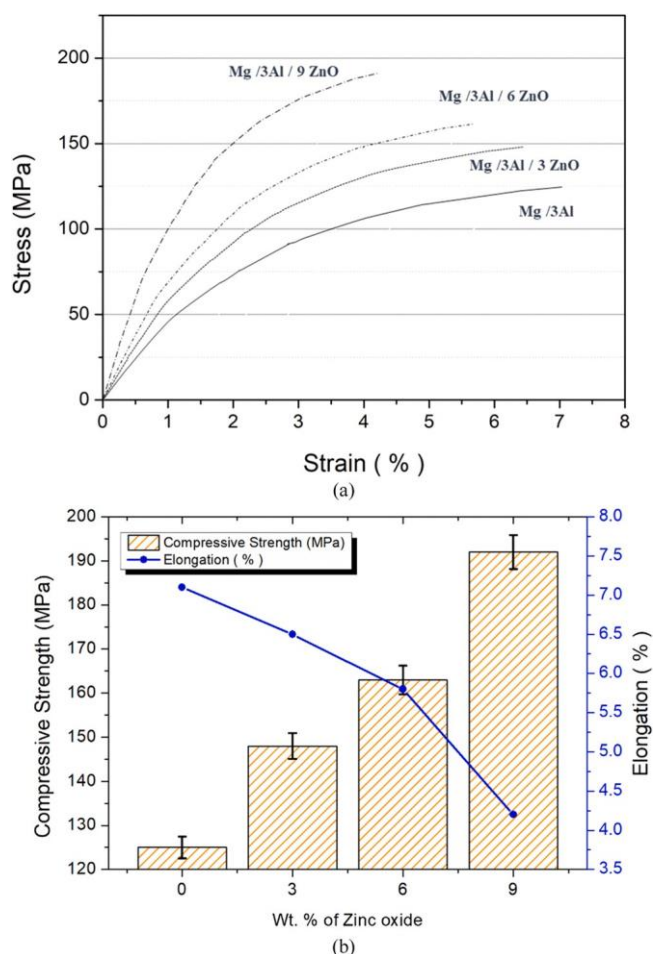 200
150
100
50
0
Mg /3Al / 9 ZnO
Mg /3Al / 6 ZnO
Mg /3Al / 3 ZnO
Mg /3Al
Stress (MPa)
0 1 2 3 4 5 6 7 8
Strain ( % )
(a)
200
190
180
170
160
150
140
130
120
Compressive Strength (MPa)
Compressive Strength (MPa)
Elongation ( % )
8.0
7.5
7.0
6.5
6.0
5.5
5.0
4.5
4.0
3.5
Elongation ( % )
0 3 6 9
Wt. % of Zinc oxide
(b)